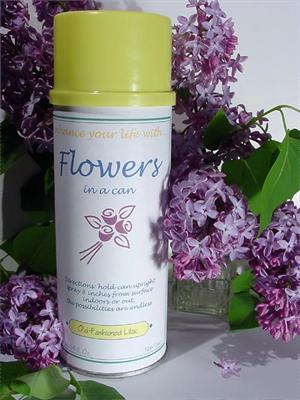 enhance your life with...
Flowers
in a can
Directions: hold can upright
spray 8 inches from surface
indoors or out.
the possibilities are endless
Old-Fashioned Lilac